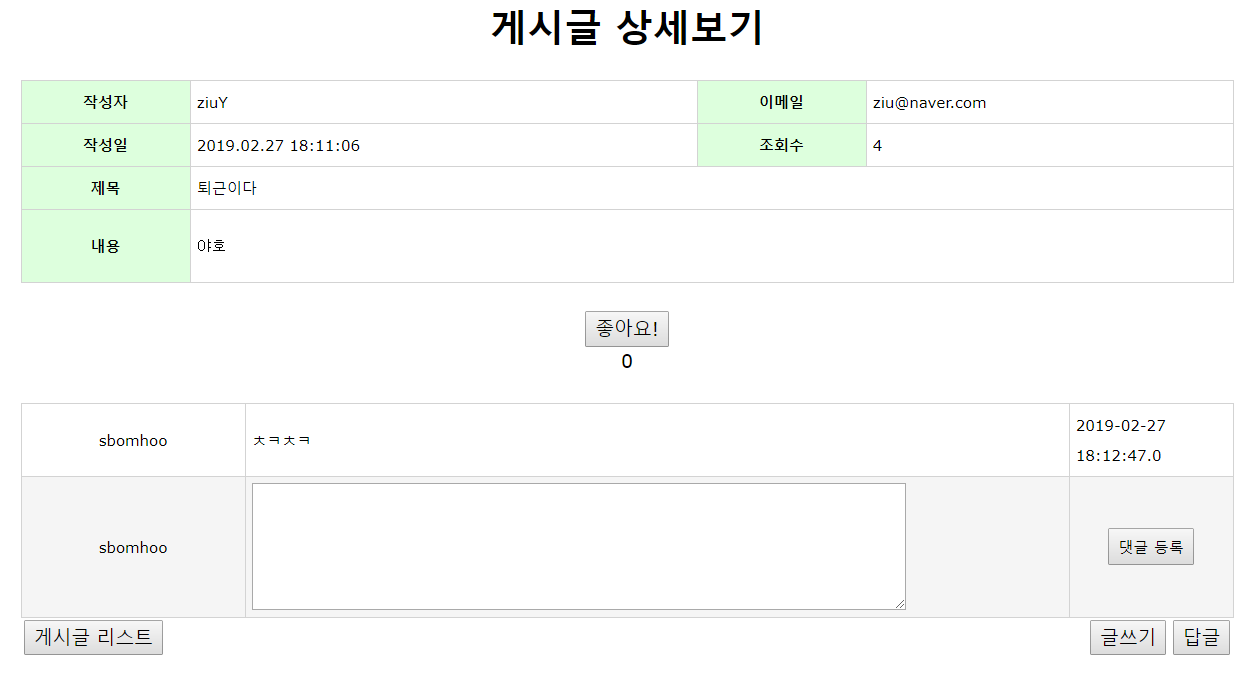 게시글 상세보기
작성자 ziuY 이메일 ziu@naver.com
작성일 2019.02.27 18:11:06 조회수 4
제목 퇴근이다
내용 야호
좋아요!
0
sbomhoo ㅊㅋㅊㅋ 2019-02-27
18:12:47.0
sbomhoo 댓글 등록
게시글 리스트 글쓰기 답글